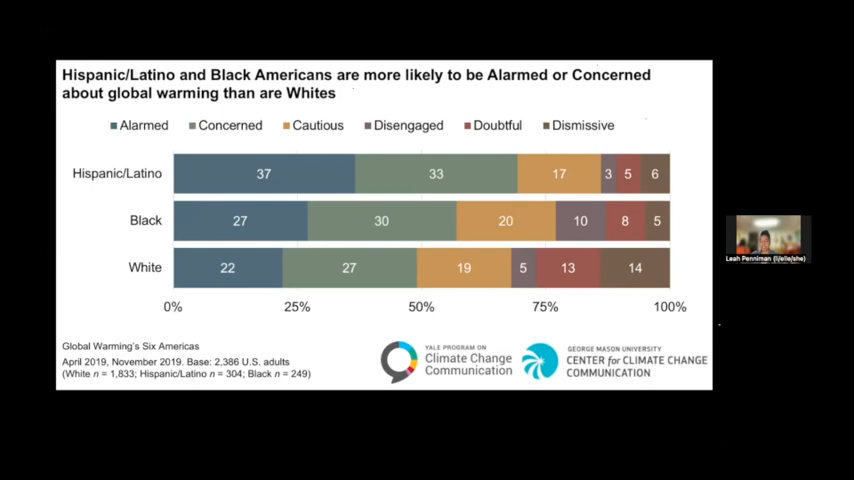 Hispanic/Latino and Black Americans are more likely to be Alarmed or Concerned
about global warming than are Whites
Alarmed Concerned Cautious Disengaged Doubtful Dismissive
Hispanic/Latino 37 33 17 3 5 6
Black 27 30 20 10 8 5
White 22 27 19 5 13 14
0% 25% 50% 75% 100%
Leah Penniman (li/elle/she)
Global Warming's Six Americas
April 2019, November 2019. Base: 2,386 U.S. adults
(White n = 1,833; Hispanic/Latino n = 304; Black n = 249)
YALE PROGRAM ON
Climate Change
Communication
GEORGE MASON UNIVERSITY
CENTER for CLIMATE CHANGE
COMMUNICATION